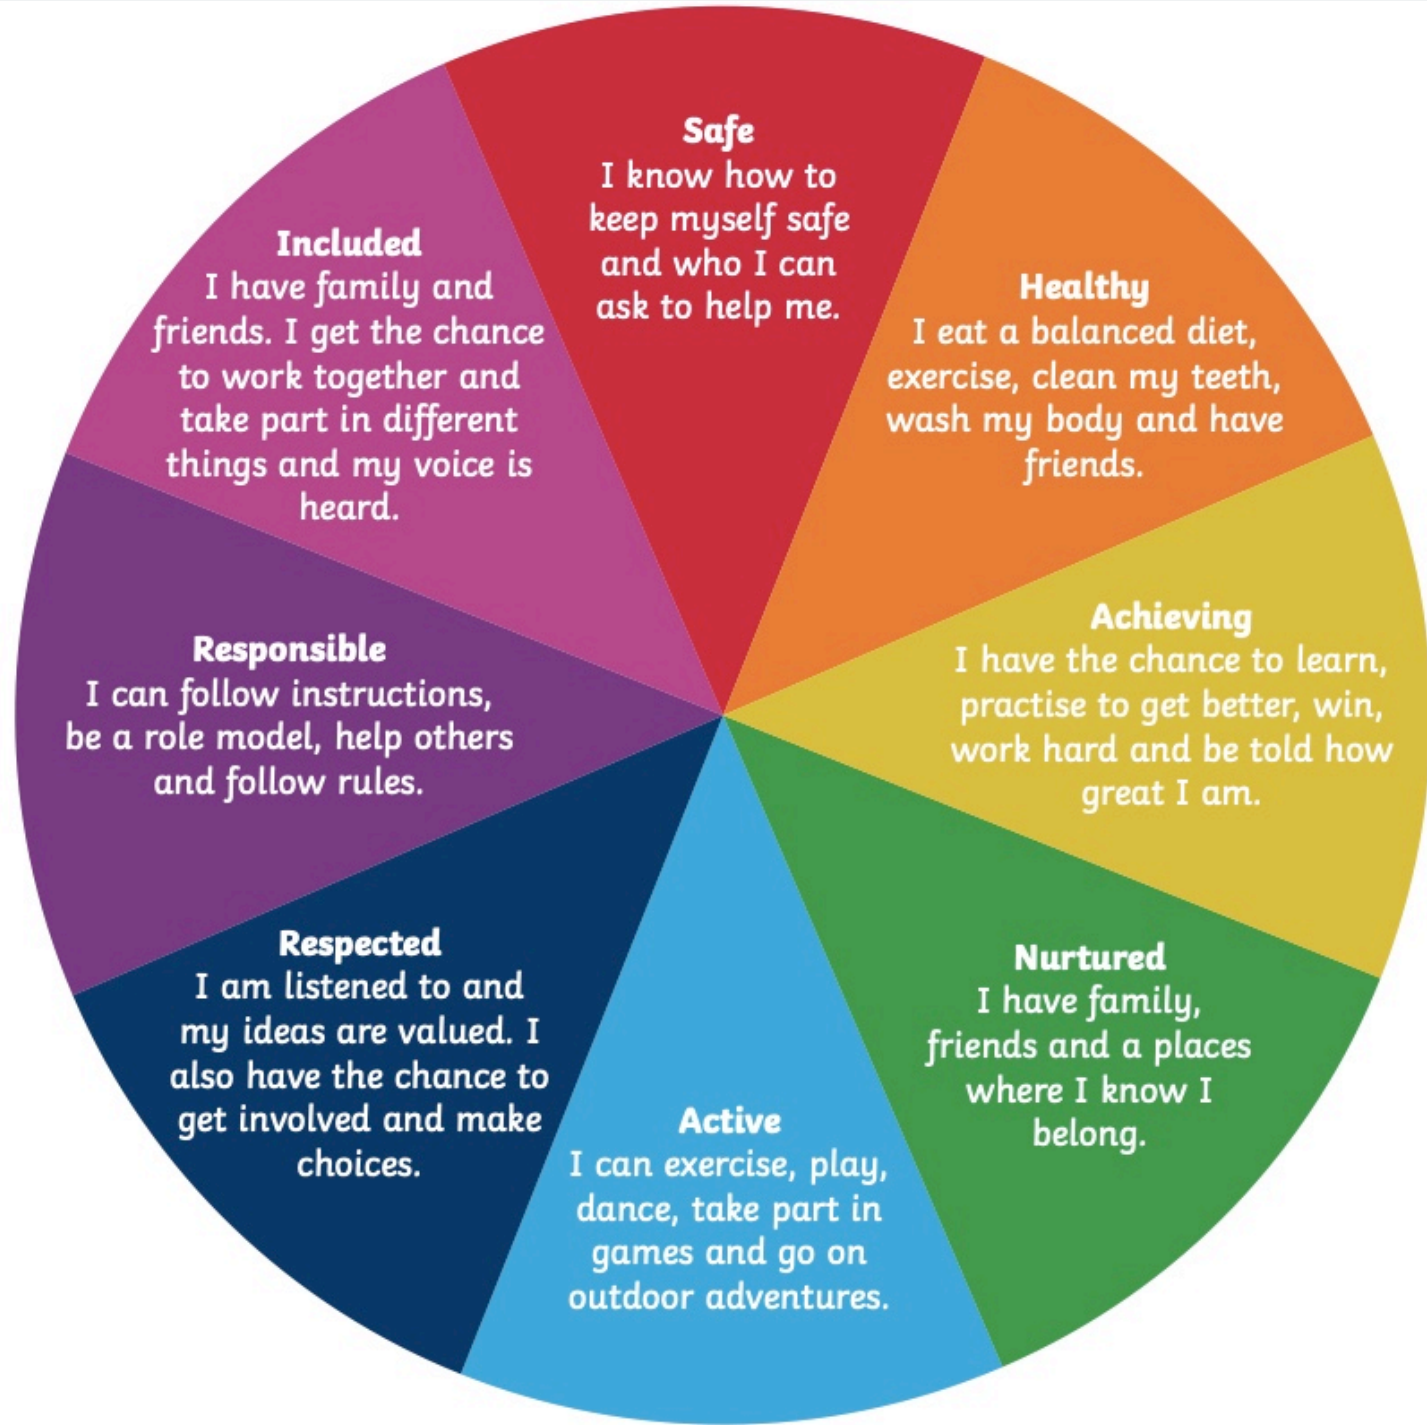 Safe
I know how to
keep myself safe
and who I can
ask to help me.
Healthy
I eat a balanced diet,
exercise, clean my teeth,
wash my body and have
friends.
Achieving
I have the chance to learn,
practise to get better, win,
work hard and be told how
great I am.
Nurtured
I have family,
friends and a places
where I know I
belong.
Active
I can exercise, play,
dance, take part in
games and go on
outdoor adventures.
Respected
I am listened to and
my ideas are valued. I
also have the chance to
get involved and make
choices.
Responsible
I can follow instructions,
be a role model, help others
and follow rules.
Included
I have family and
friends. I get the chance
to work together and
take part in different
things and my voice is
heard.